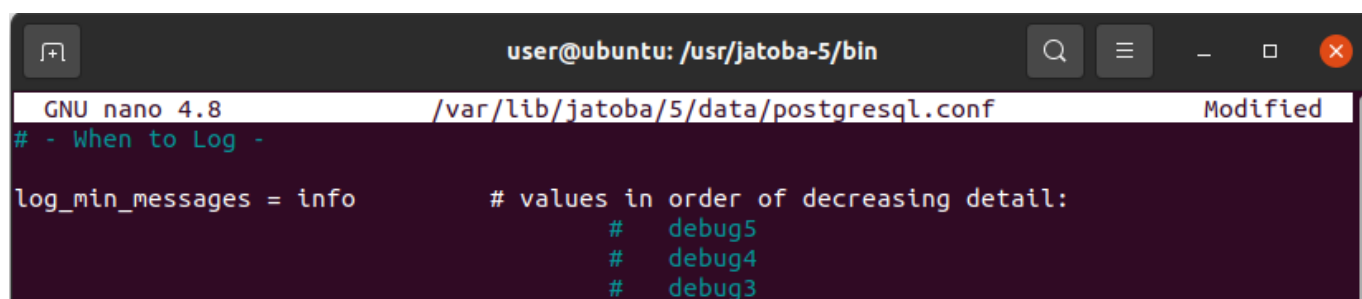 user@ubuntu: /usr/jatoba-5/bin
GNU nano 4.8 /var/lib/jatoba/5/data/postgresql.conf Modified
# - When to Log -
log_min_messages = info # values in order of decreasing detail:
# debug5
# debug4
# debug3